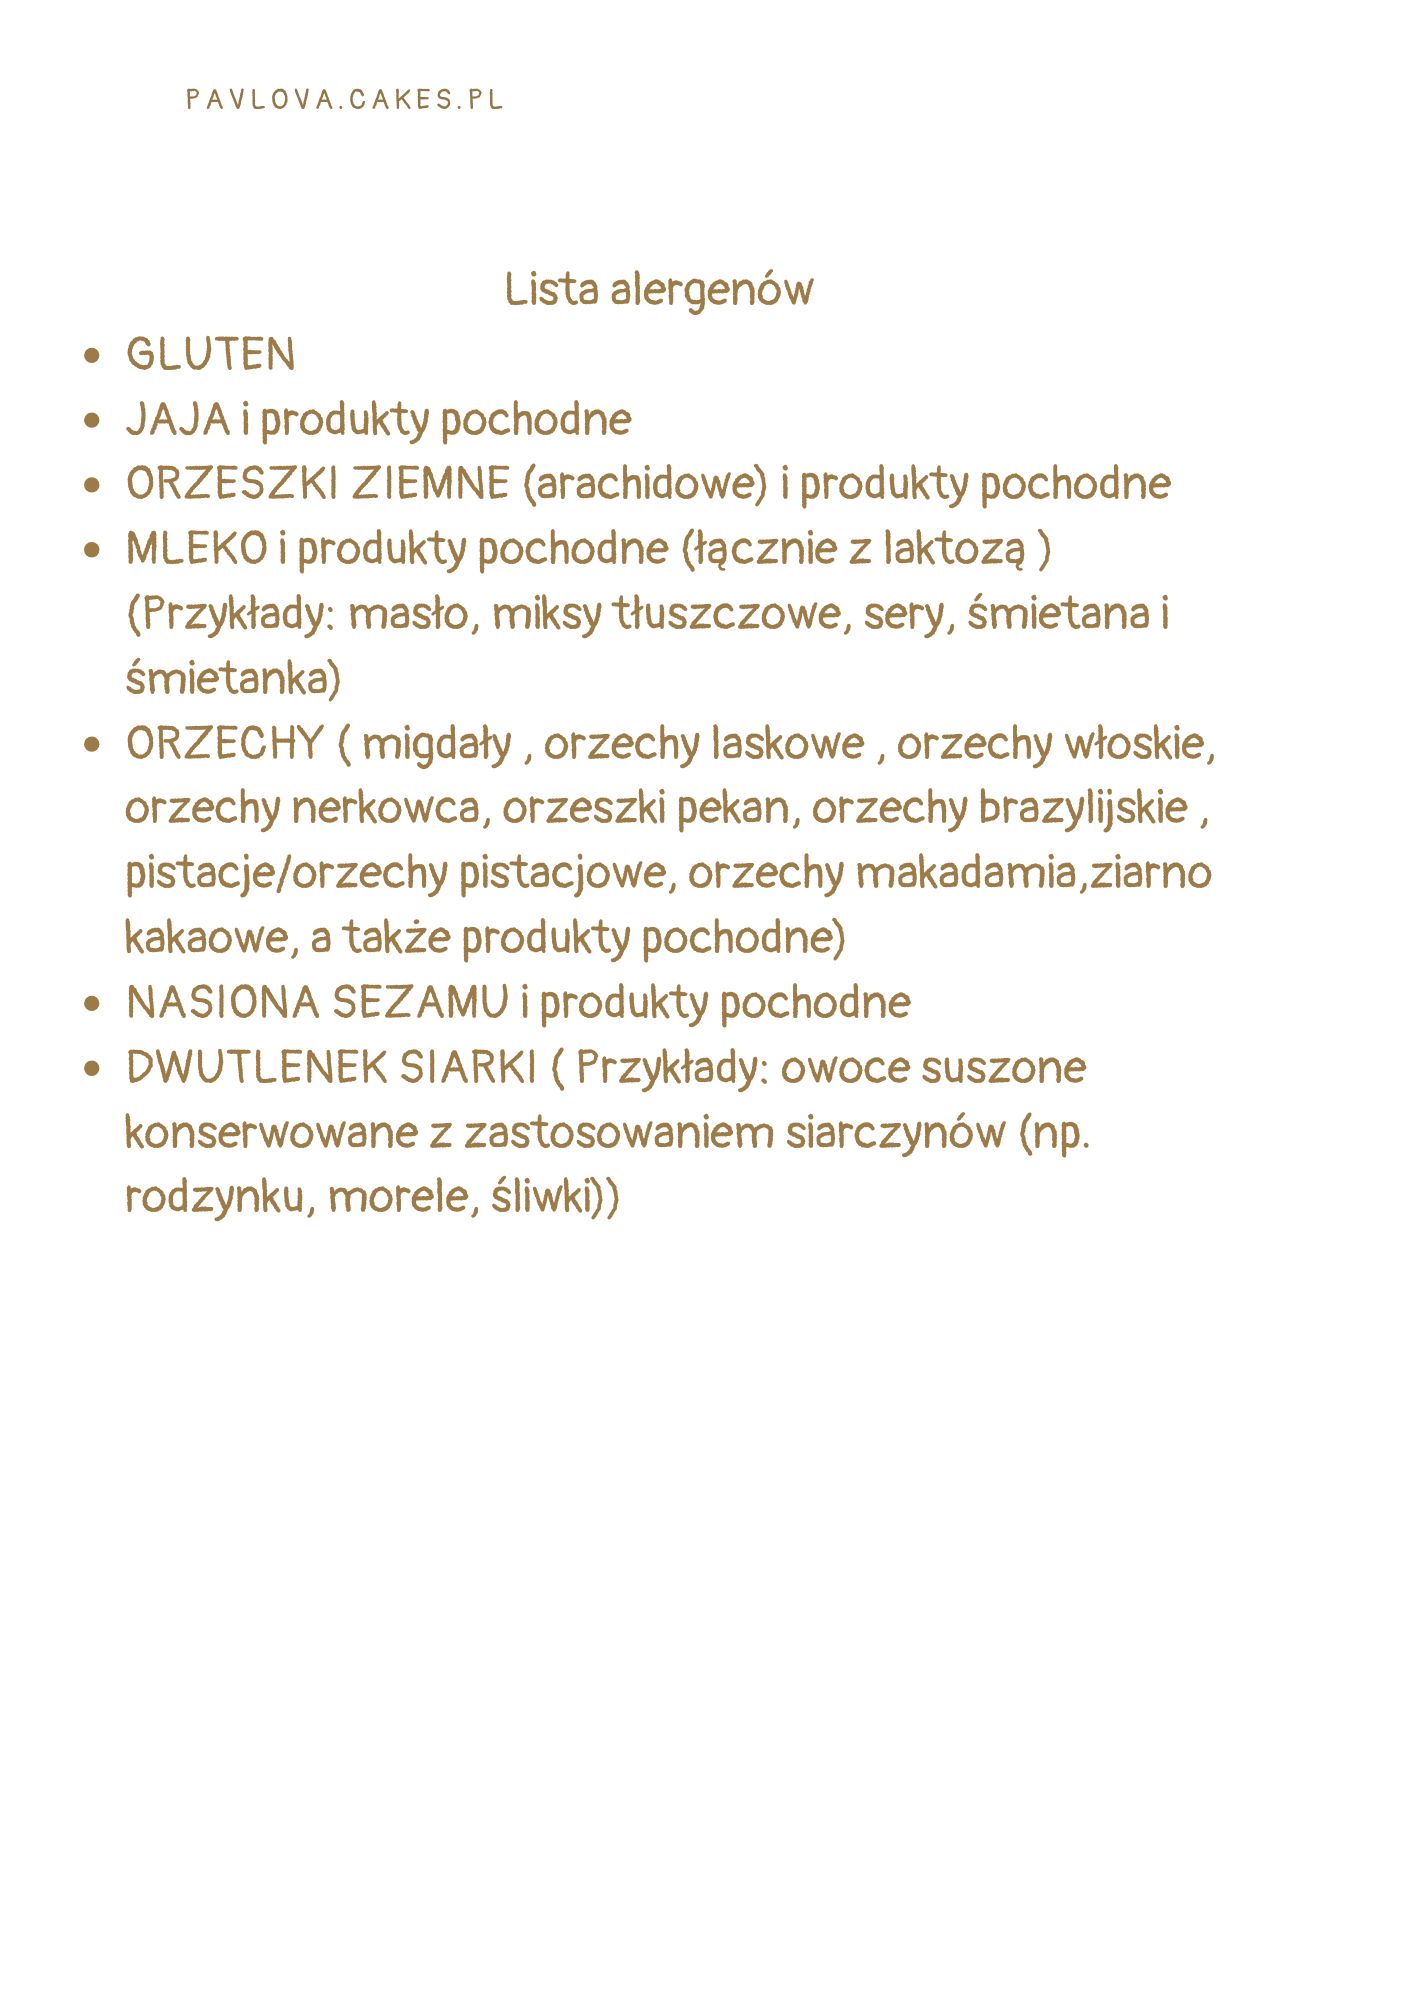 PAVLOVA.CAKES.PL
Lista alergenów
• GLUTEN
• JAJA i produkty pochodne
• ORZESZKI ZIEMNE (arachidowe) i produkty pochodne
• MLEKO i produkty pochodne (łącznie z laktozą )
(Przykłady: masło, miksy tłuszczowe, sery, śmietana i
śmietanka)
• ORZECHY ( migdały , orzechy laskowe , orzechy włoskie,
orzechy nerkowca, orzeszki pekan, orzechy brazylijskie ,
pistacje/orzechy pistacjowe, orzechy makadamia,ziarno
kakaowe, a także produkty pochodne)
• NASIONA SEZAMU i produkty pochodne
• DWUTLENEK SIARKI ( Przykłady: owoce suszone
konserwowane z zastosowaniem siarczynów (np.
rodzynku, morele, śliwki))